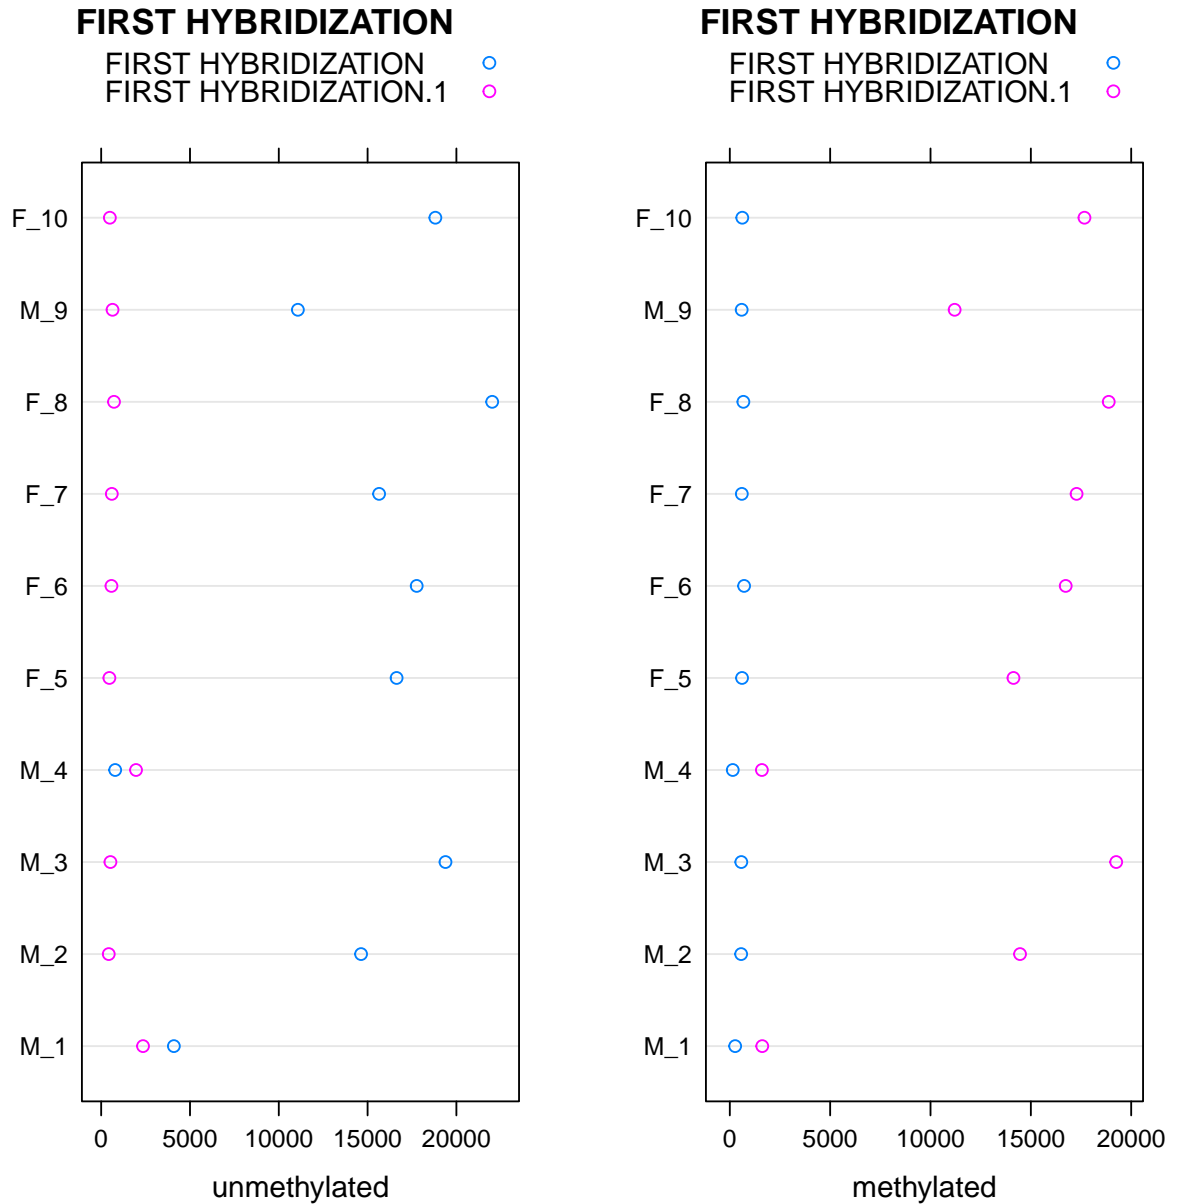 FIRST HYBRIDIZATION
FIRST HYBRIDIZATION
FIRST HYBRIDIZATION.1
F_10
M_9
F_8
F_7
F_6
F_5
M_4
M_3
M_2
M_1
0 5000 10000 15000 20000
unmethylated
FIRST HYBRIDIZATION
FIRST HYBRIDIZATION
FIRST HYBRIDIZATION.1
F_10
M_9
F_8
F_7
F_6
F_5
M_4
M_3
M_2
M_1
0 5000 10000 15000 20000
methylated